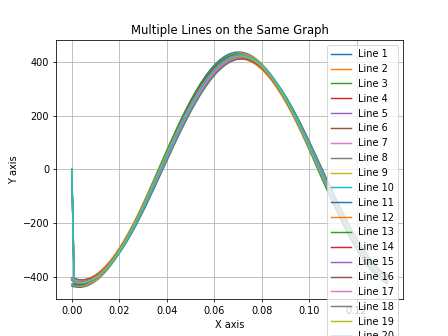 Multiple Lines on the Same Graph
Y axis
400
200
0
−200
−400
0.00
0.02
0.04
0.06
0.08
0.10
X axis
Line 1
Line 2
Line 3
Line 4
Line 5
Line 6
Line 7
Line 8
Line 9
Line 10
Line 11
Line 12
Line 13
Line 14
Line 15
Line 16
Line 17
Line 18
Line 19
Line 20